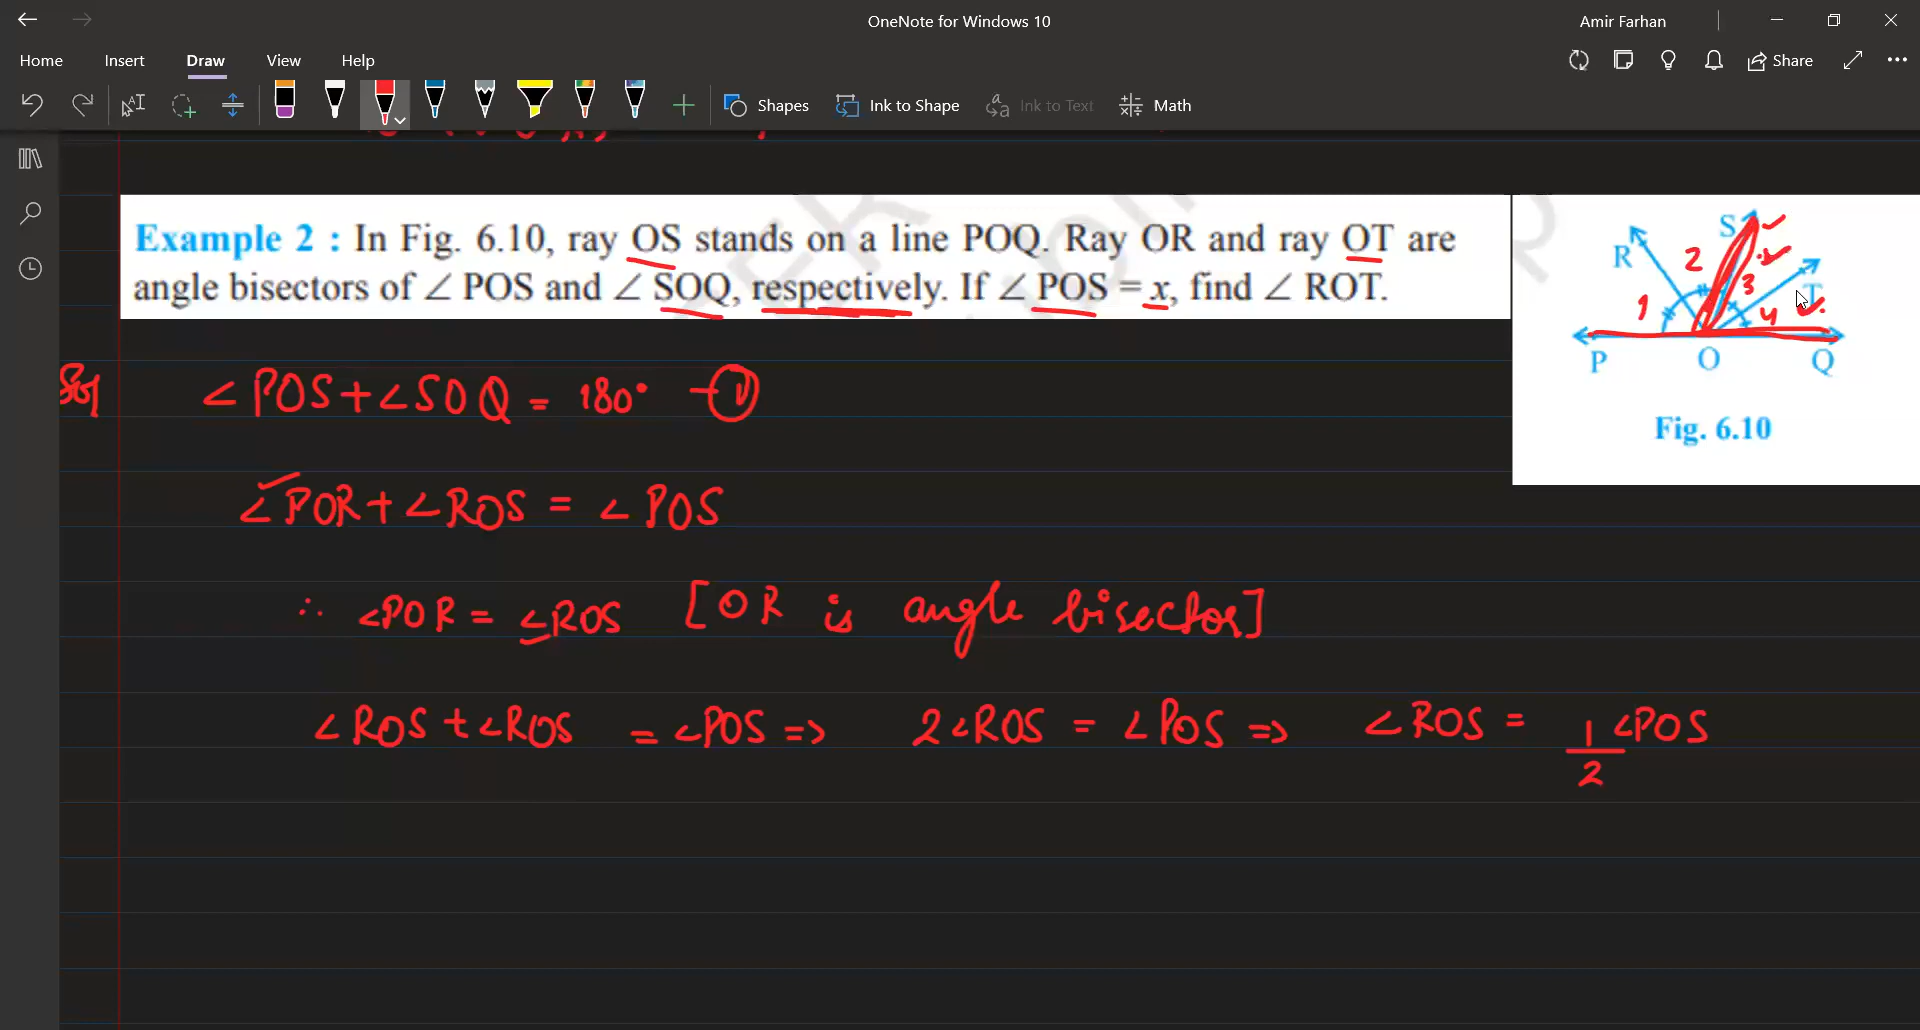 OneNote for Windows 10
Amir Farhan
Home Insert Draw View Help
Share
Shapes Ink to Shape Ink to Text Math
Example 2 : In Fig. 6.10, ray OS stands on a line POQ. Ray OR and ray OT are
angle bisectors of ∠ POS and ∠ SOQ, respectively. If ∠ POS = x, find ∠ ROT.
S
R
2
3
T
1
4
P O Q
Fig. 6.10
Sol ∠POS+∠SOQ = 180° —①
∠POR+∠ROS = ∠POS
∴ ∠POR = ∠ROS [OR is angle bisector]
∠ROS+∠ROS = ∠POS => 2∠ROS = ∠POS => ∠ROS = 1/2 ∠POS